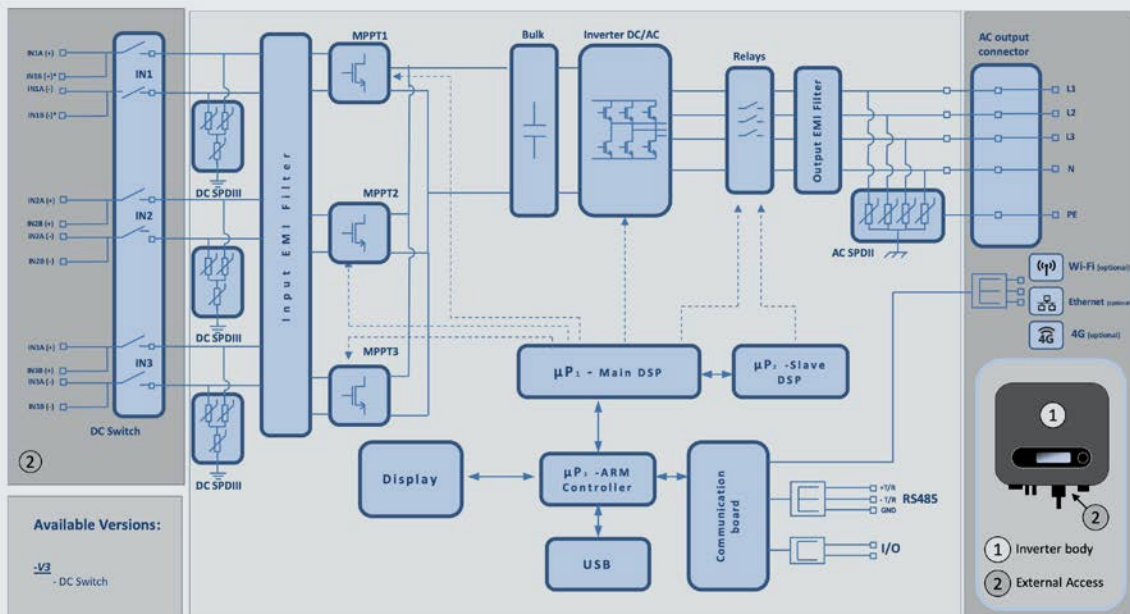 IN1A (+)
IN1B (+)*
IN1A (-)
IN1B (-)*
IN1
DC SPDIII
IN2A (+)
IN2B (+)
IN2A (-)
IN2B (-)
IN2
DC SPDIII
IN3A (+)
IN3B (+)
IN3A (-)
IN3B (-)
IN3
DC Switch
DC SPDIII
2
Input EMI Filter
MPPT1
MPPT2
MPPT3
Bulk
Inverter DC/AC
Relays
Output EMI Filter
AC SPDII
AC output
connector
L1
L2
L3
N
PE
Wi-Fi (optional)
Ethernet
4G
4G (optional)
µP1 - Main DSP
µP2 -Slave
DSP
Display
µP3 -ARM
Controller
USB
Communication
board
+T/R
- T/R
GND
RS485
I/O
1
2
1 Inverter body
2 External Access
Available Versions:
-V3
- DC Switch